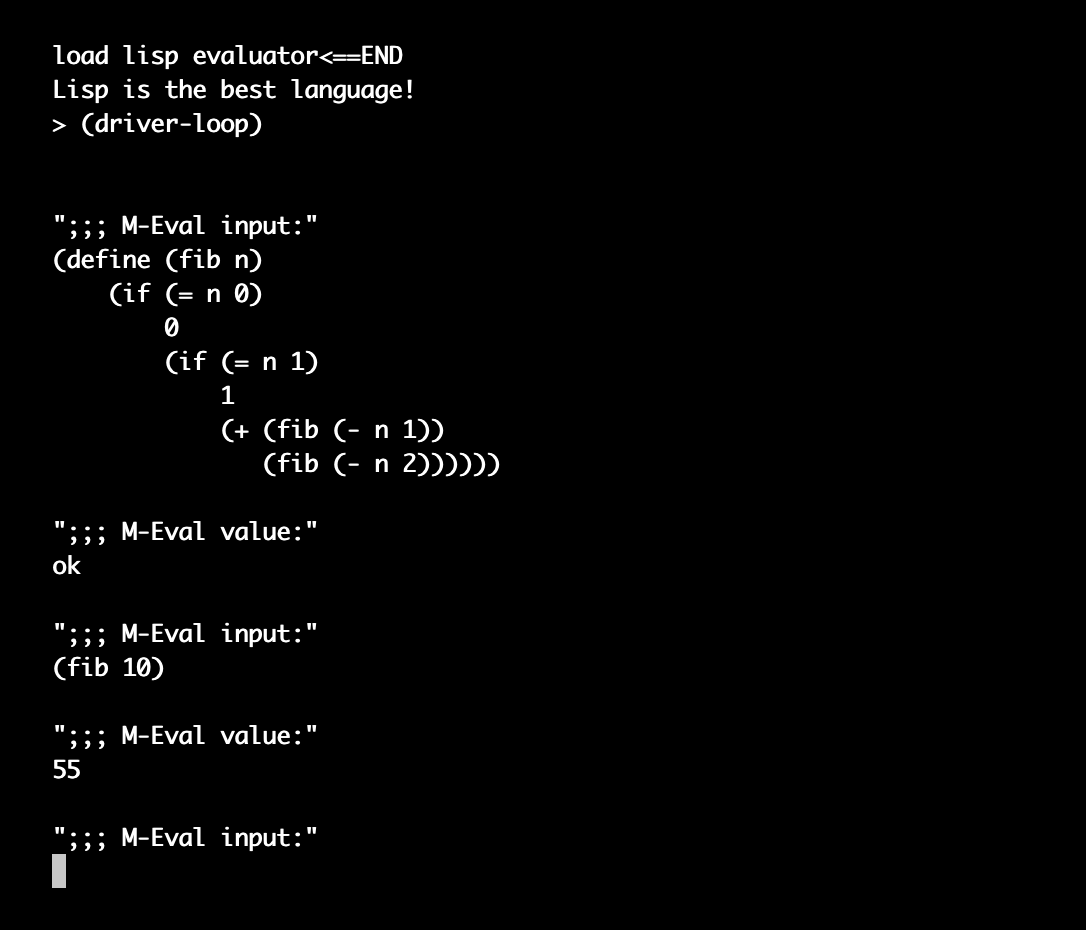 load lisp evaluator<==END
Lisp is the best language!
> (driver-loop)
";;; M-Eval input:"
(define (fib n)
    (if (= n 0)
        0
        (if (= n 1)
            1
            (+ (fib (- n 1))
               (fib (- n 2))))))
";;; M-Eval value:"
ok
";;; M-Eval input:"
(fib 10)
";;; M-Eval value:"
55
";;; M-Eval input:"